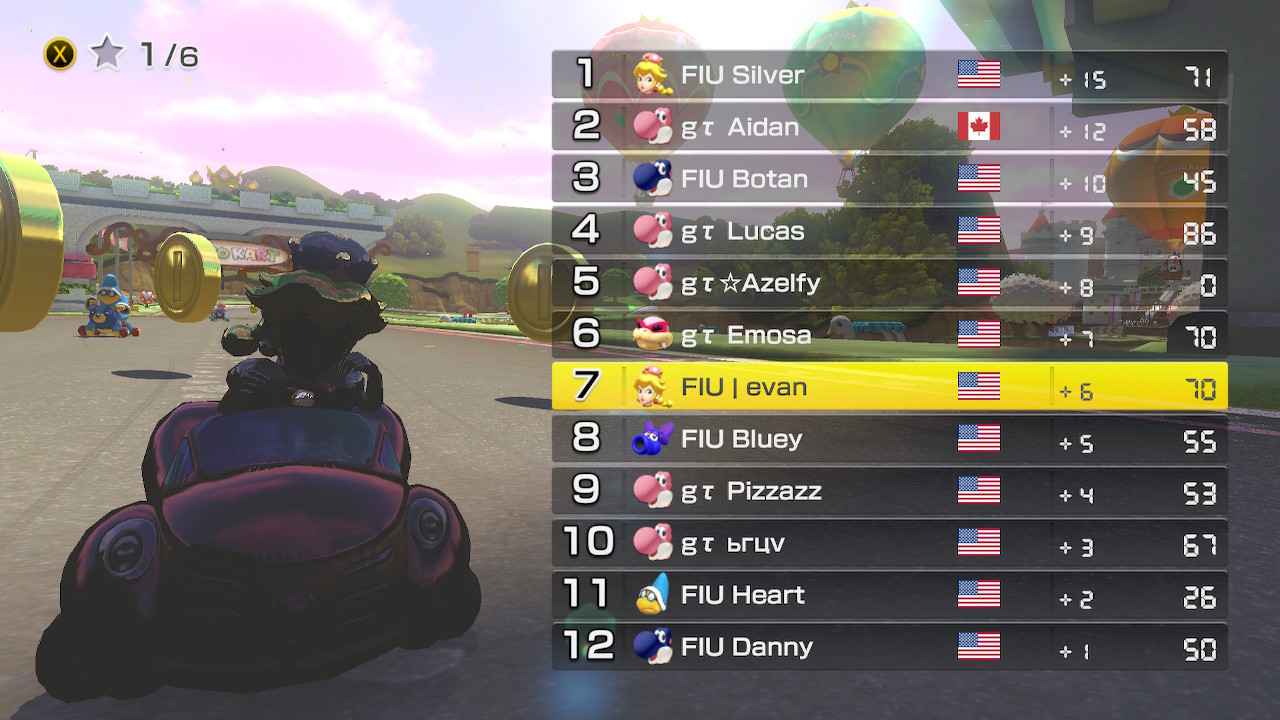 X 1/6
1 FIU Silver +15 71
2 gτ Aidan +12 58
3 FIU Botan +10 45
4 gτ Lucas +9 86
5 gτ☆Azelfy +8 0
6 gτ Emosa +7 70
7 FIU | evan +6 70
8 FIU Bluey +5 55
9 gτ Pizzazz +4 53
10 gτ ьгцv +3 67
11 FIU Heart +2 26
12 FIU Danny +1 50
KART